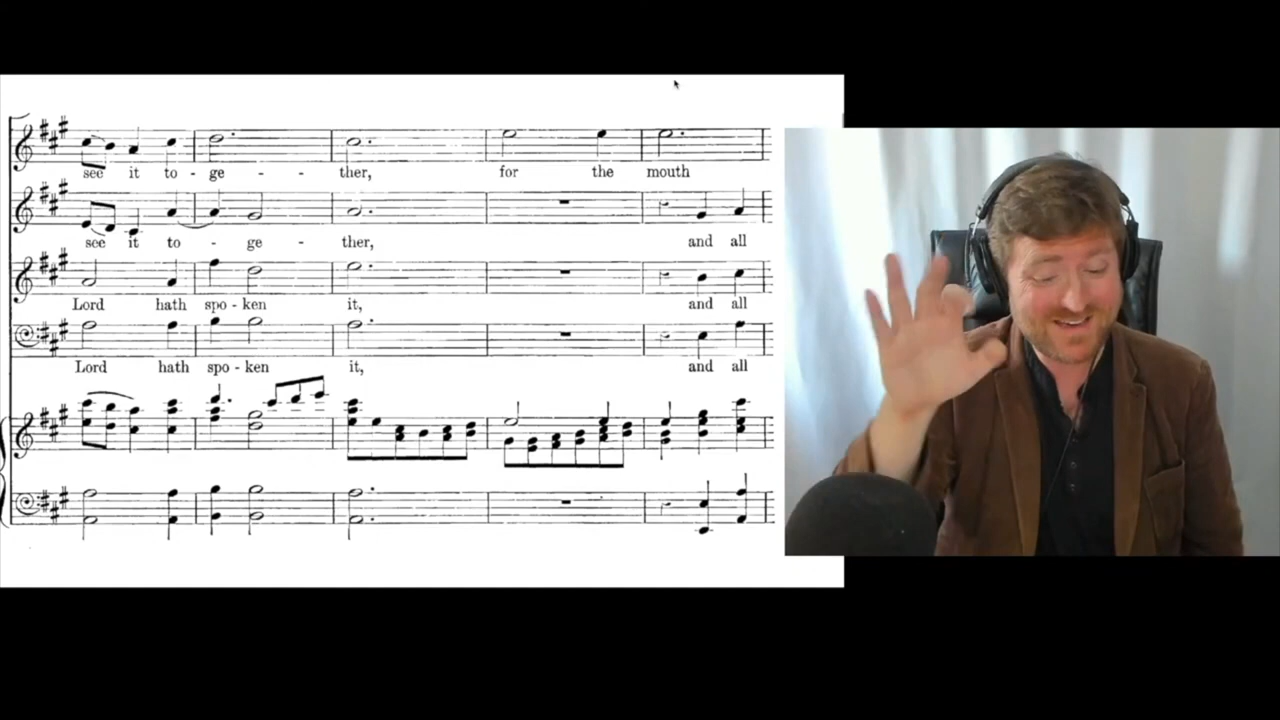 see it to - ge - - ther, for the mouth
see it to - ge - ther, and all
Lord hath spo - ken it, and all
Lord hath spo - ken it, and all